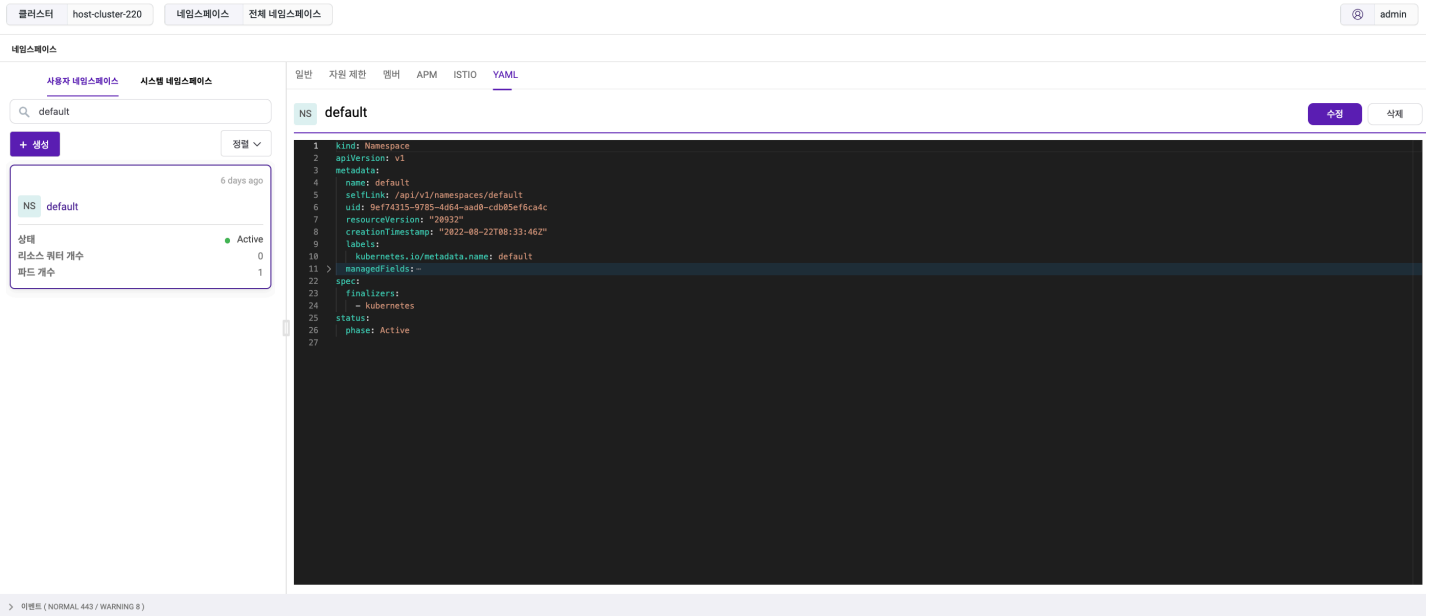 클러스터 host-cluster-220 네임스페이스 전체 네임스페이스 admin
네임스페이스
사용자 네임스페이스 시스템 네임스페이스
default
+ 생성 정렬
6 days ago
NS default
상태 Active
리소스 쿼터 개수 0
파드 개수 1
일반 자원 제한 멤버 APM ISTIO YAML
NS default 수정 삭제
1 kind: Namespace
2 apiVersion: v1
3 metadata:
4 name: default
5 selfLink: /api/v1/namespaces/default
6 uid: 9ef74315-9785-4d64-aad0-cdb05ef6ca4c
7 resourceVersion: "20932"
8 creationTimestamp: "2022-08-22T08:33:46Z"
9 labels:
10 kubernetes.io/metadata.name: default
11 > managedFields:⋯
22 spec:
23 finalizers:
24 - kubernetes
25 status:
26 phase: Active
27
> 이벤트 ( NORMAL 443 / WARNING 8 )